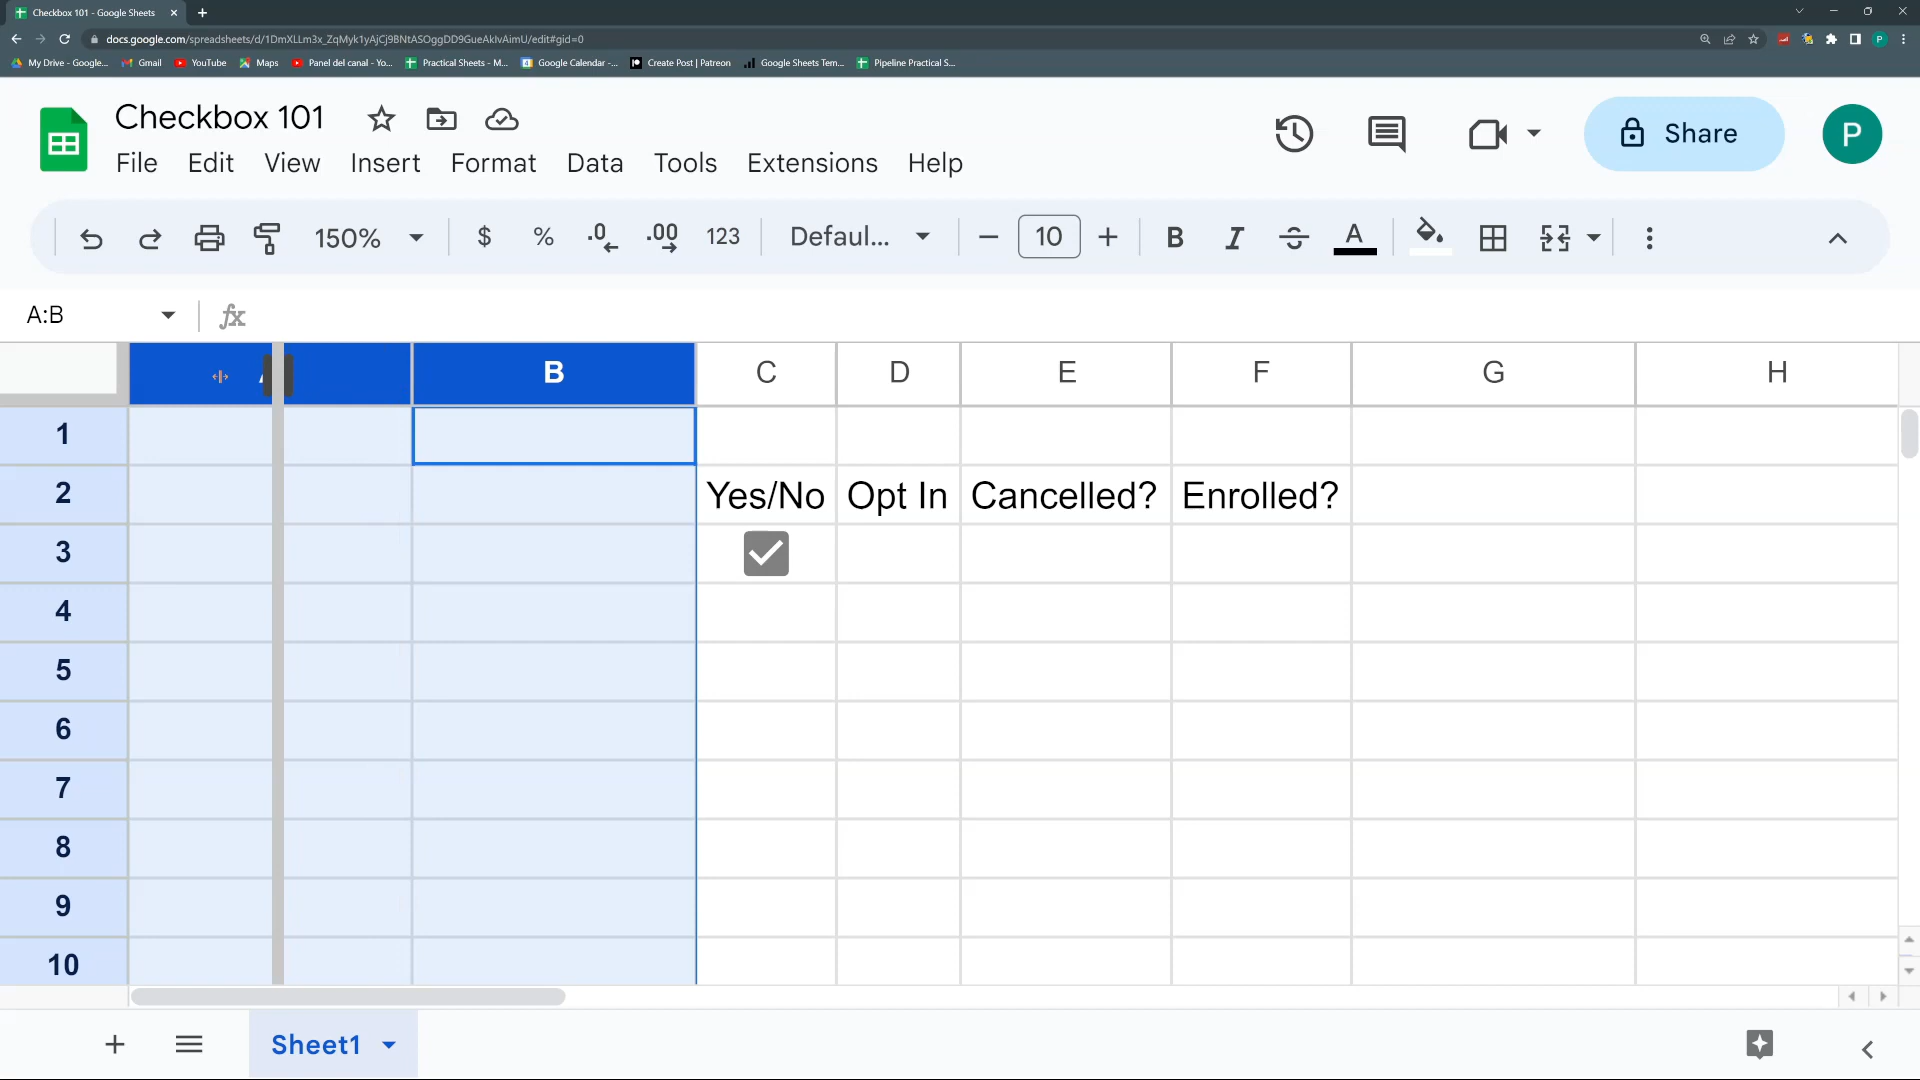 Checkbox 101 - Google Sheets
docs.google.com/spreadsheets/d/1DmXLLm3x_ZqMyk1yAjCj9BNtASOggDD9GueAkIvAimU/edit#gid=0
My Drive - Google... Gmail YouTube Maps Panel del canal - Yo... Practical Sheets - M... Google Calendar -... Create Post | Patreon Google Sheets Tem... Pipeline Practical S...
Checkbox 101
File Edit View Insert Format Data Tools Extensions Help
Share P
150% $ % .0 .00 123 Defaul... 10 B I A
A:B fx
B C D E F G H
1
2 Yes/No Opt In Cancelled? Enrolled?
3
4
5
6
7
8
9
10
Sheet1